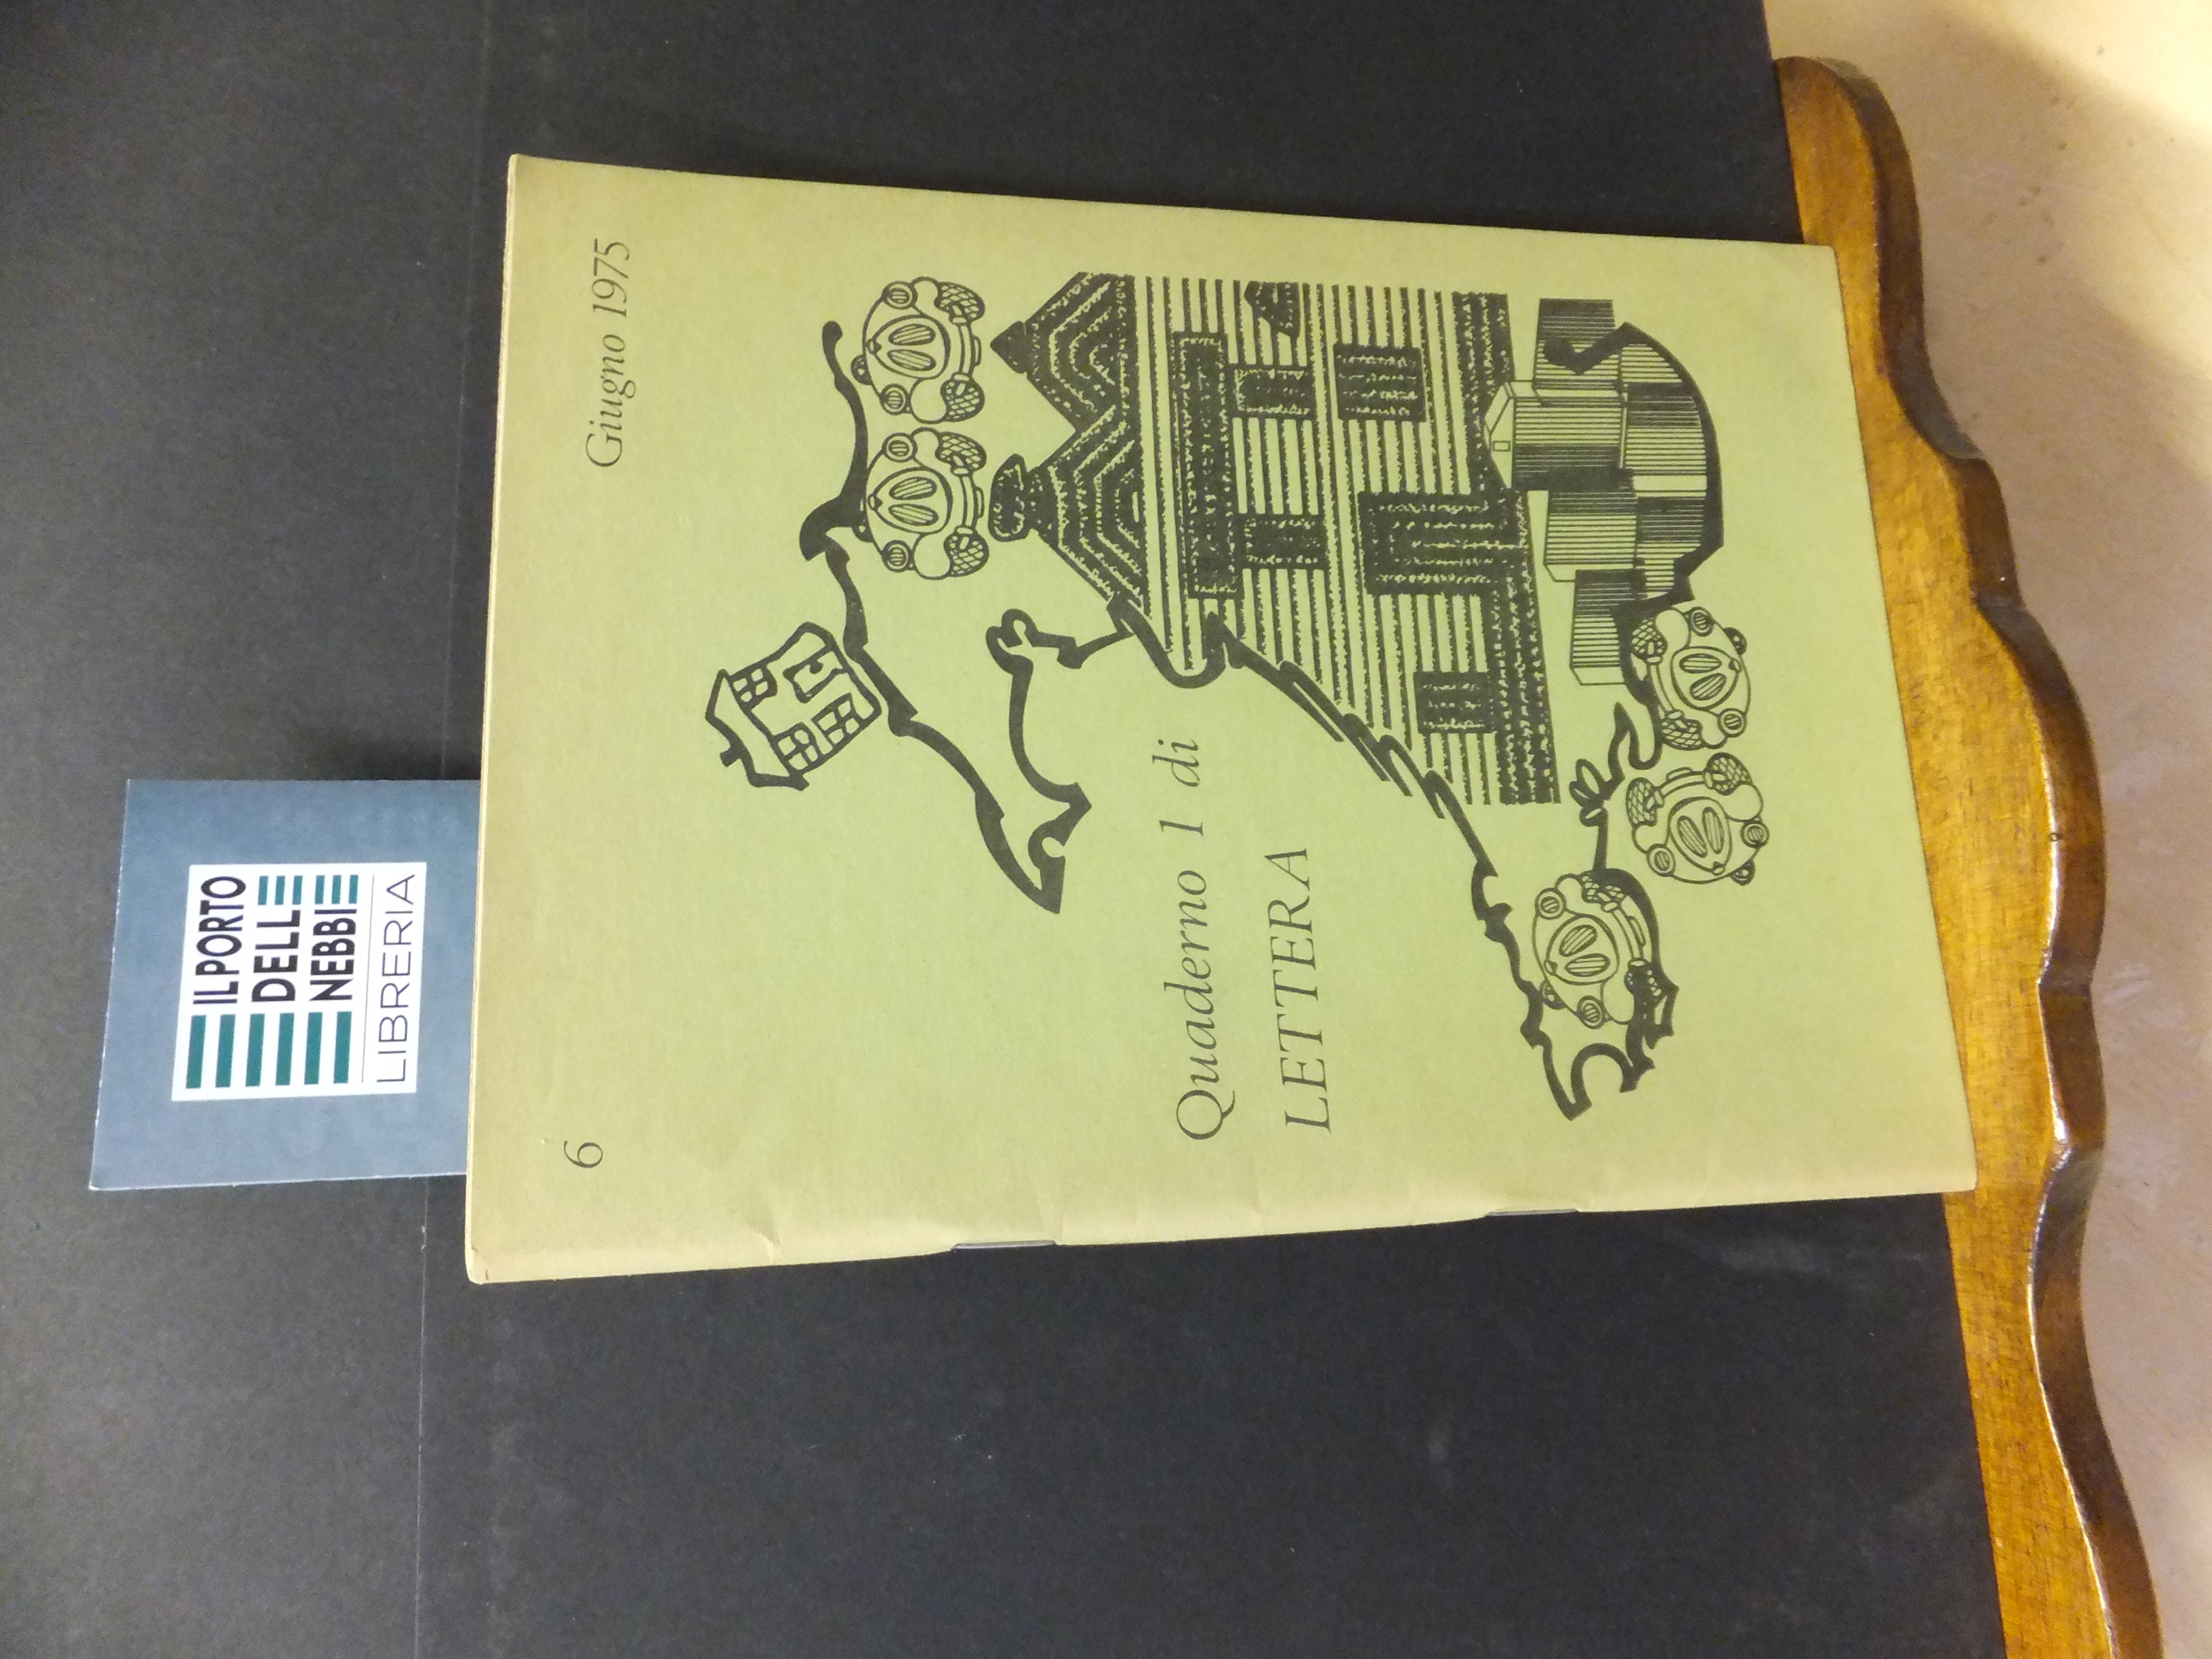 IL PORTO
DELLE
NEBBIE
LIBRERIA
6
Giugno 1975
Quaderno 1 di
LETTERA